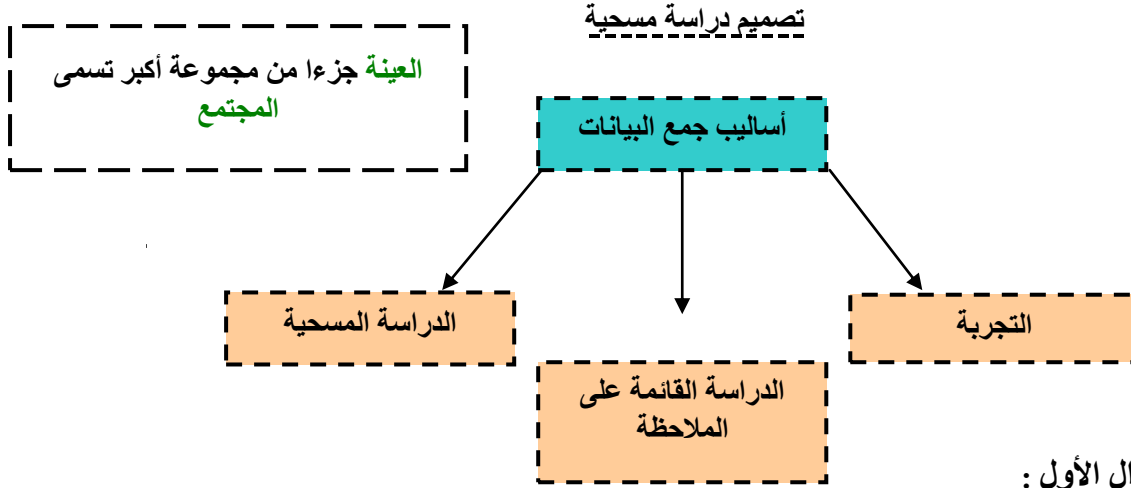 تصميم دراسة مسحية
العينة جزءا من مجموعة أكبر تسمى
المجتمع
أساليب جمع البيانات
التجربة
الدراسة القائمة على
الملاحظة
الدراسة المسحية
ال الأول :